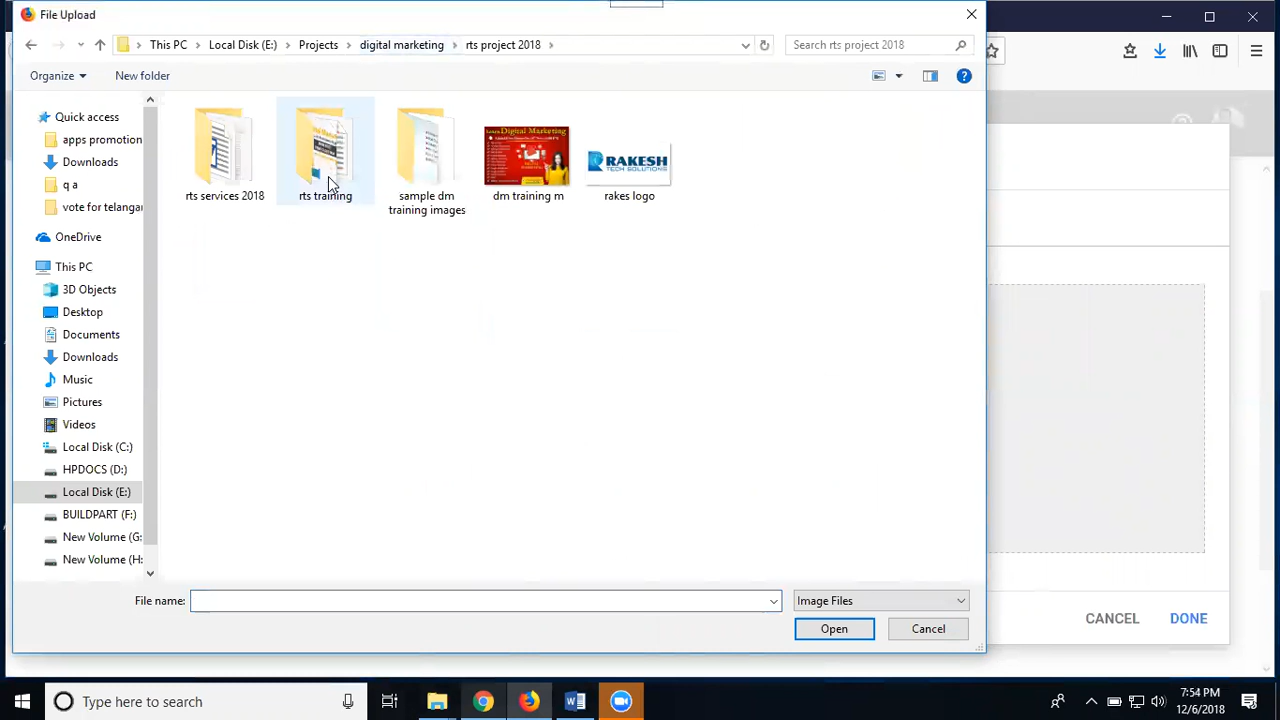 File Upload
This PC
Local Disk (E:)
Projects
digital marketing
rts project 2018
Search rts project 2018
Organize
New folder
Quick access
apps promotion
Downloads
q a
vote for telangar
OneDrive
This PC
3D Objects
Desktop
Documents
Downloads
Music
Pictures
Videos
Local Disk (C:)
HPDOCS (D:)
Local Disk (E:)
BUILDPART (F:)
New Volume (G:
New Volume (H:
rts services 2018
rts training
sample dm
training images
Learn Digital Marketing
dm training m
RAKESH
TECH SOLUTIONS
rakes logo
File name:
Image Files
Open
Cancel
CANCEL
DONE
Type here to search
7:54 PM
12/6/2018